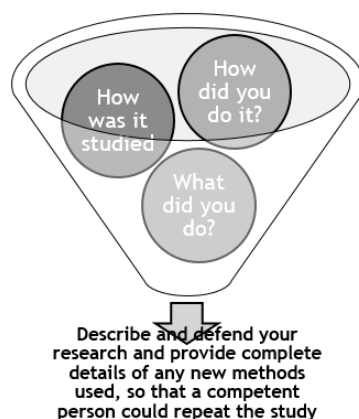 How
did you
do it?
How
was it
studied
What
did you
do?
Describe and defend your
research and provide complete
details of any new methods
used, so that a competent
person could repeat the study